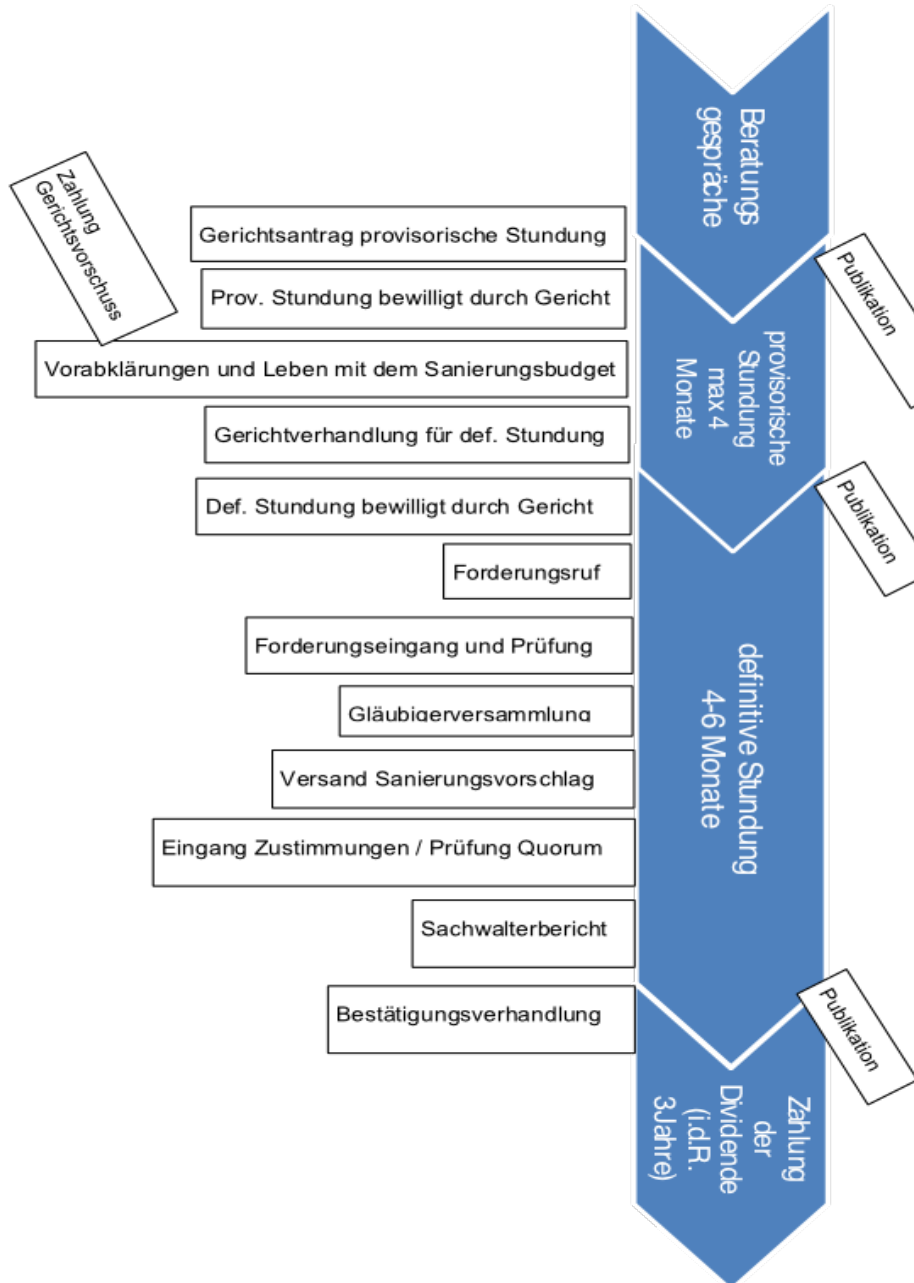 Beratungs
gespräche
Zahlung
Gerichtsvorschuss
Gerichtsantrag provisorische Stundung
Publikation
Prov. Stundung bewilligt durch Gericht
provisorische
Stundung
max 4
Monate
Vorabklärungen und Leben mit dem Sanierungsbudget
Gerichtverhandlung für def. Stundung
Publikation
Def. Stundung bewilligt durch Gericht
Forderungsruf
definitive Stundung
4-6 Monate
Forderungseingang und Prüfung
Gläubigerversammlung
Versand Sanierungsvorschlag
Eingang Zustimmungen / Prüfung Quorum
Sachwalterbericht
Bestätigungsverhandlung
Publikation
Zahlung
der
Dividende
(i.d.R.
3Jahre)